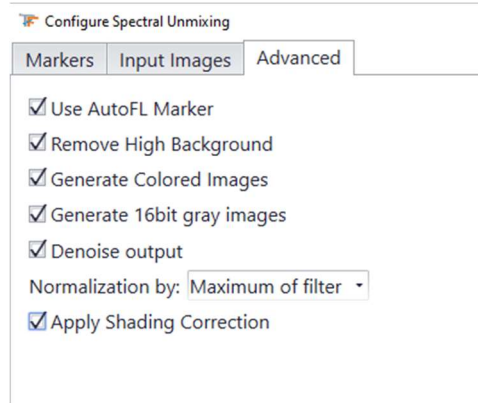 Configure Spectral Unmixing
Markers Input Images Advanced
Use AutoFL Marker
Remove High Background
Generate Colored Images
Generate 16bit gray images
Denoise output
Normalization by: Maximum of filter
Apply Shading Correction